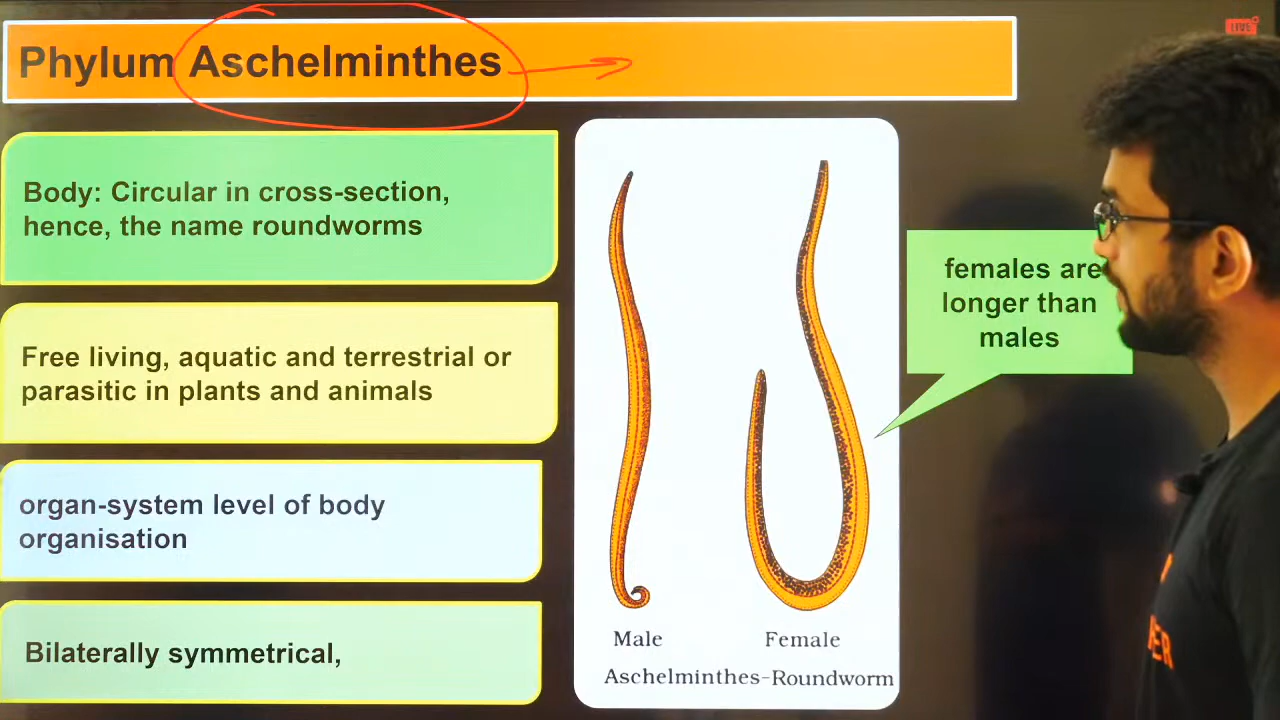 LIVE
Phylum Aschelminthes
Body: Circular in cross-section,
hence, the name roundworms
Free living, aquatic and terrestrial or
parasitic in plants and animals
organ-system level of body
organisation
Bilaterally symmetrical,
females are
longer than
males
Male Female
Aschelminthes-Roundworm